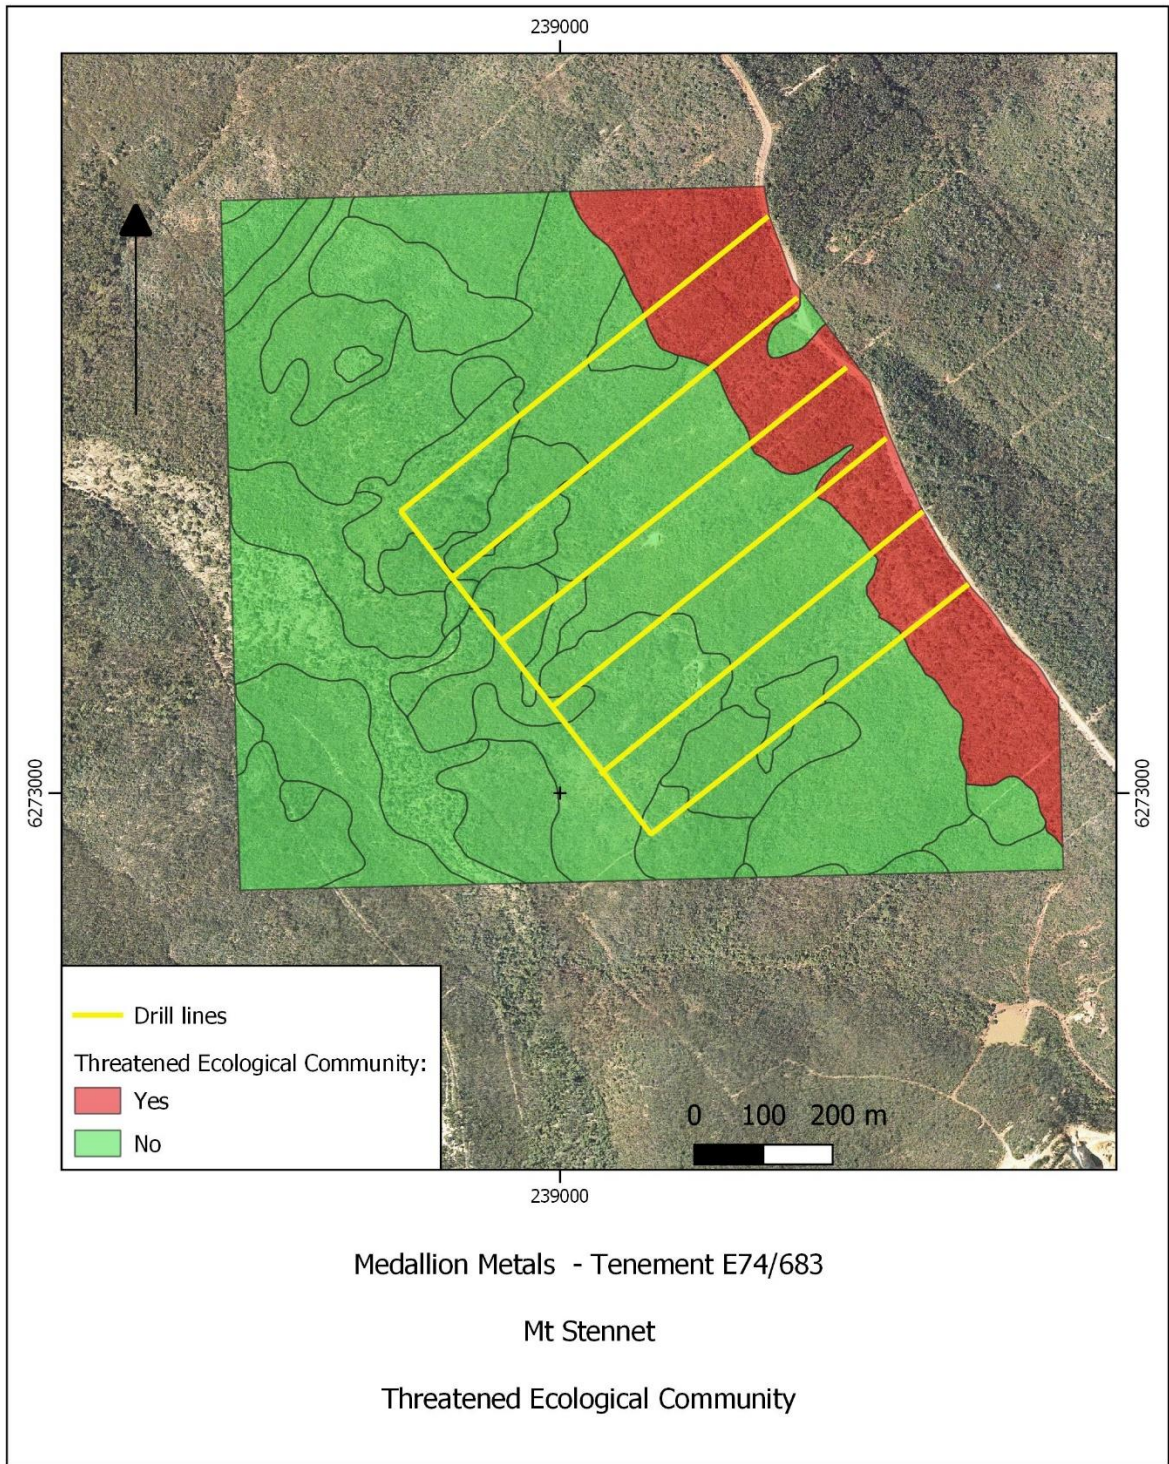 239000
6273000
6273000
Drill lines
Threatened Ecological Community:
Yes
No
0 100 200 m
239000
Medallion Metals - Tenement E74/683
Mt Stennet
Threatened Ecological Community